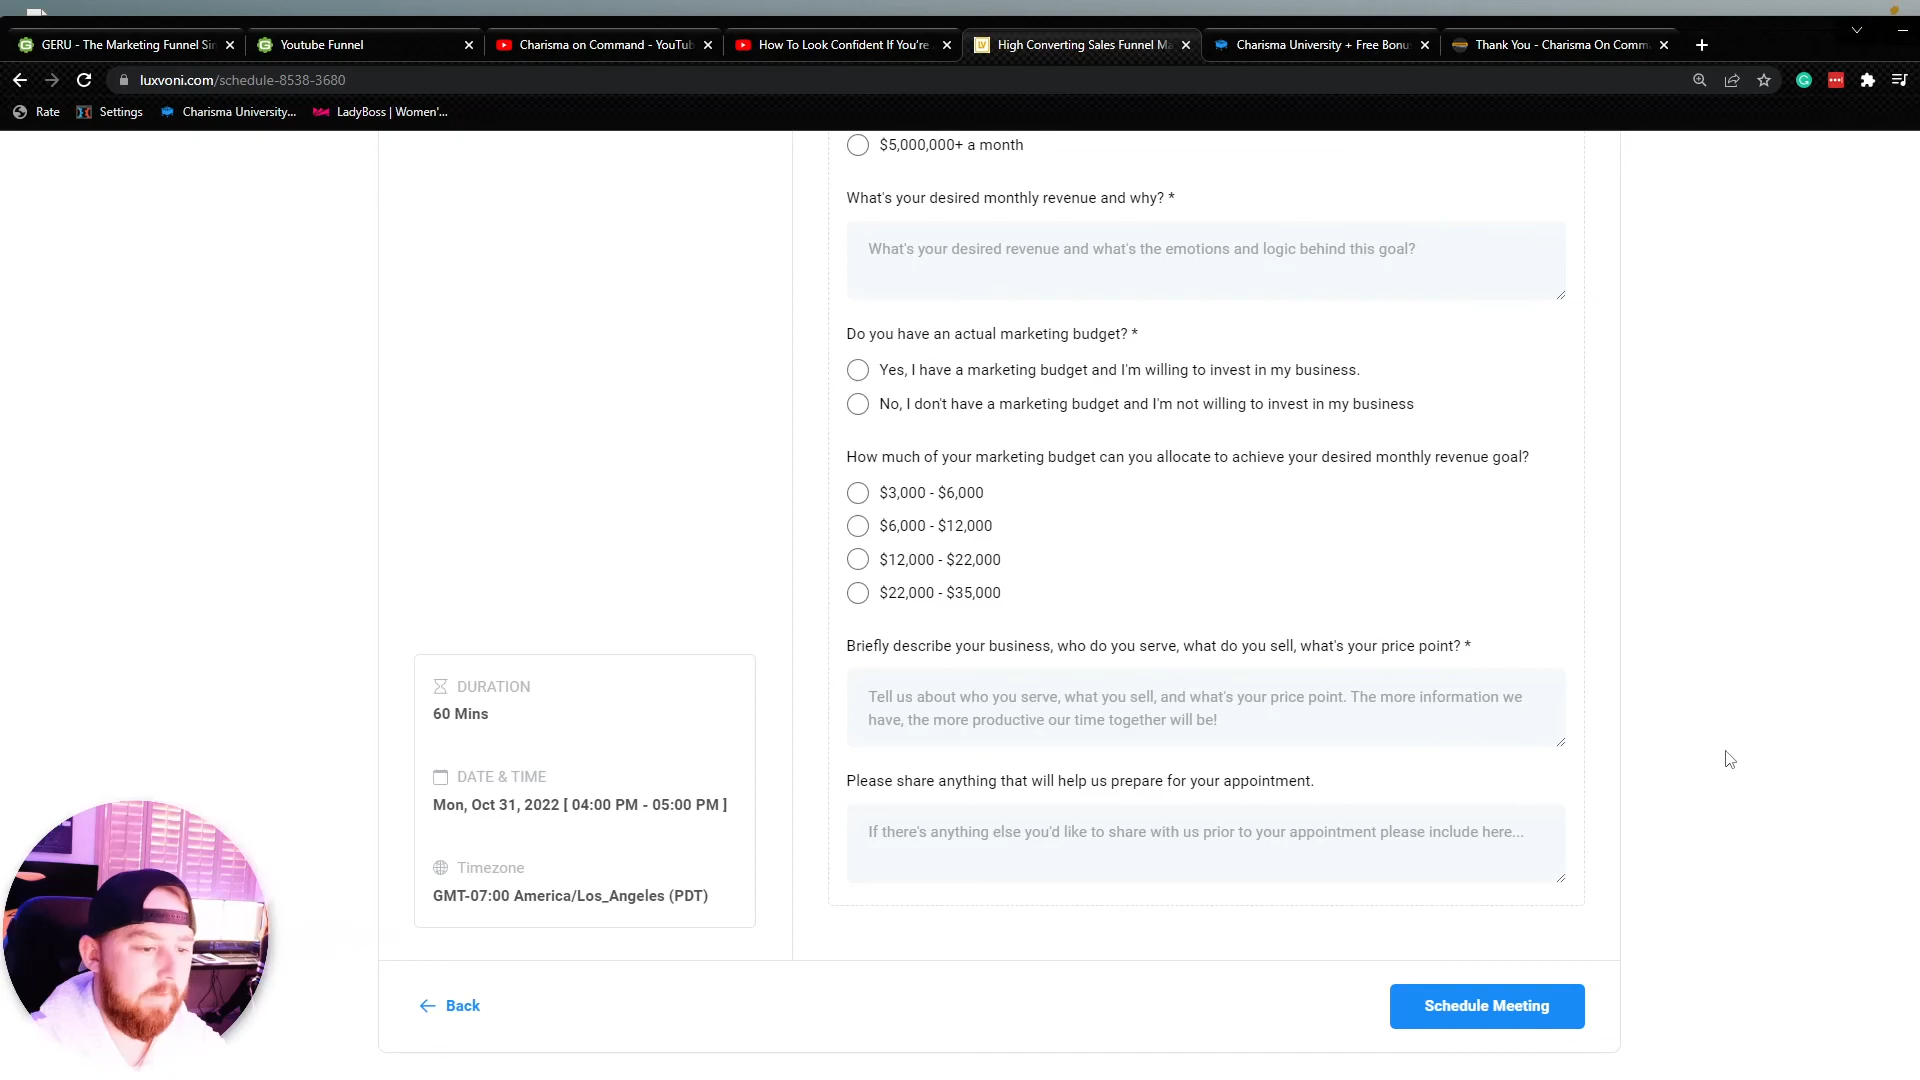 GERU - The Marketing Funnel Sin
Youtube Funnel
Charisma on Command - YouTub
How To Look Confident If You're
High Converting Sales Funnel Ma
Charisma University + Free Bonu
Thank You - Charisma On Comm
luxvoni.com/schedule-8538-3680
Rate
Settings
Charisma University...
LadyBoss | Women'...
$5,000,000+ a month
What's your desired monthly revenue and why? *
What's your desired revenue and what's the emotions and logic behind this goal?
Do you have an actual marketing budget? *
Yes, I have a marketing budget and I'm willing to invest in my business.
No, I don't have a marketing budget and I'm not willing to invest in my business
How much of your marketing budget can you allocate to achieve your desired monthly revenue goal?
$3,000 - $6,000
$6,000 - $12,000
$12,000 - $22,000
$22,000 - $35,000
Briefly describe your business, who do you serve, what do you sell, what's your price point? *
Tell us about who you serve, what you sell, and what's your price point. The more information we
have, the more productive our time together will be!
Please share anything that will help us prepare for your appointment.
If there's anything else you'd like to share with us prior to your appointment please include here...
DURATION
60 Mins
DATE & TIME
Mon, Oct 31, 2022 [ 04:00 PM - 05:00 PM ]
Timezone
GMT-07:00 America/Los_Angeles (PDT)
Back
Schedule Meeting